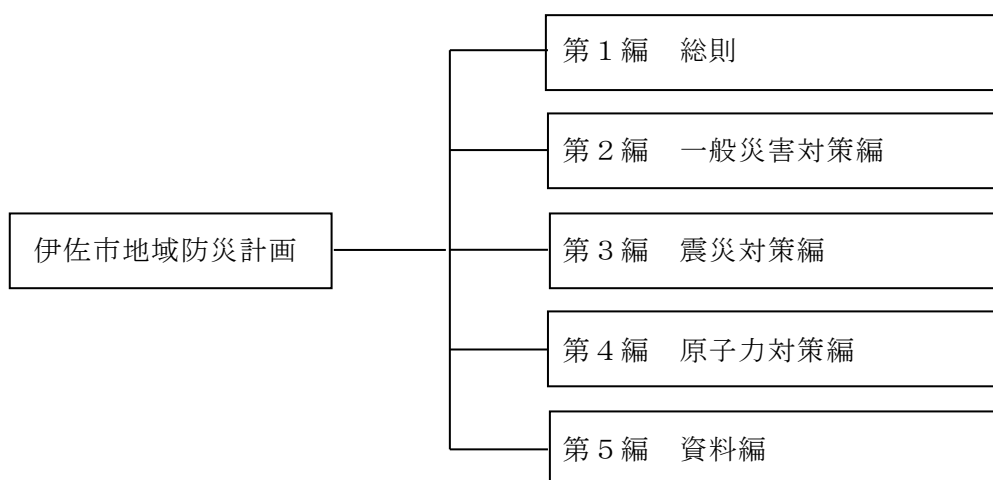 第１編　総則
第２編　一般災害対策編
伊佐市地域防災計画
第３編　震災対策編
第４編　原子力対策編
第５編　資料編